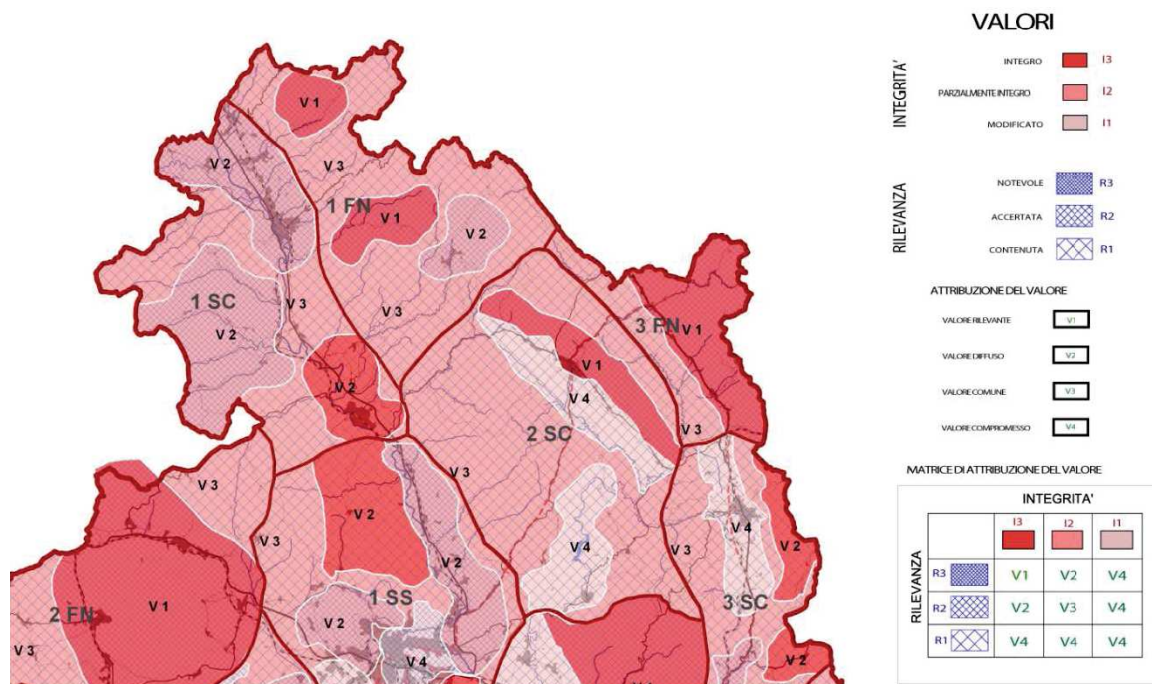 V 1
V 2
V 3
1 FN
V 1
V 2
1 SC
V 3
V 3
V 2
3 FN
V 1
V 2
V 1
V 4
2 SC
V 3
V 3
V 3
V 2
V 3
V 4
V 2
V 4
V 3
V 2
1 SS
2 FN
V 1
V 2
V 3
V 4
3 SC
V 2
VALORI
INTEGRITA'
INTEGRO I3
PARZIALMENTE INTEGRO I2
MODIFICATO I1
RILEVANZA
NOTEVOLE R3
ACCERTATA R2
CONTENUTA R1
ATTRIBUZIONE DEL VALORE
VALORE RILEVANTE V1
VALORE DIFFUSO V2
VALORE COMUNE V3
VALORE COMPROMESSO V4
MATRICE DI ATTRIBUZIONE DEL VALORE
INTEGRITA'
I3 I2 I1
RILEVANZA
R3 V1 V2 V4
R2 V2 V3 V4
R1 V4 V4 V4